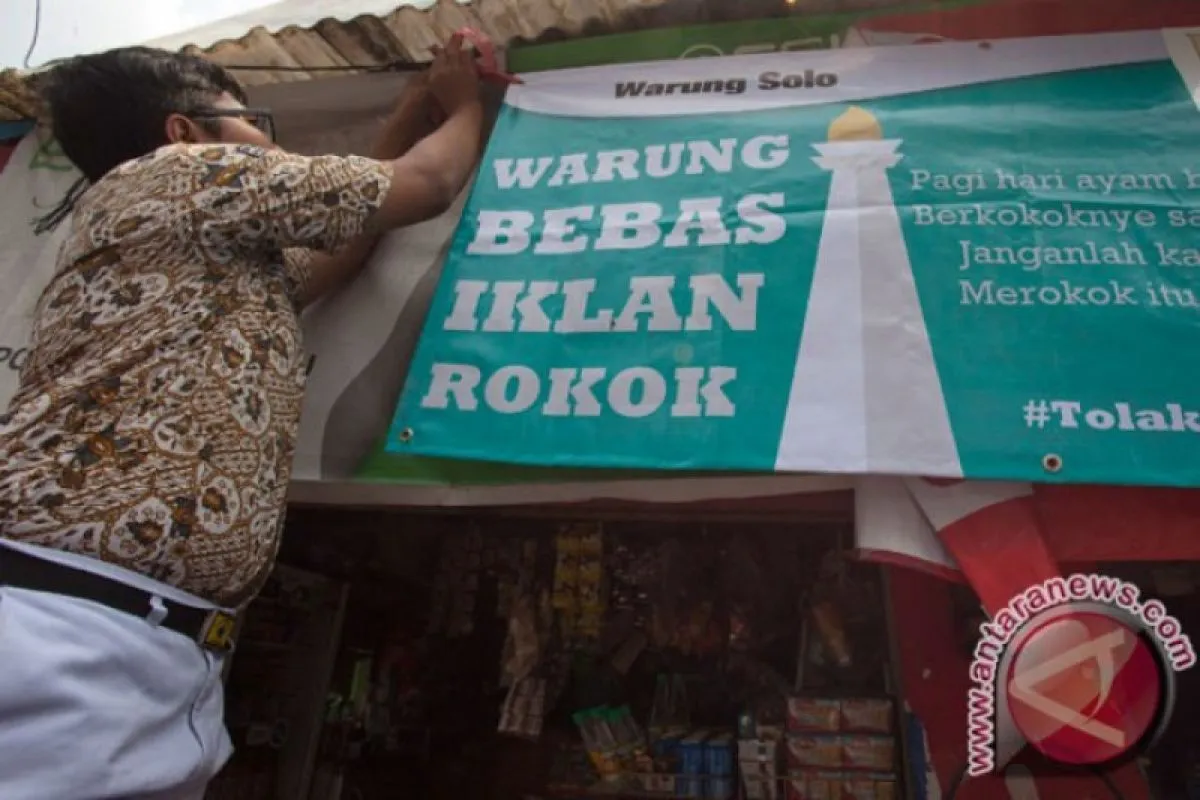 Warung Solo
WARUNG
BEBAS
IKLAN
ROKOK
Pagi hari ayam
Berkokoknye
Janganlah
Merokok itu
#Tolak
www.antaranews.com